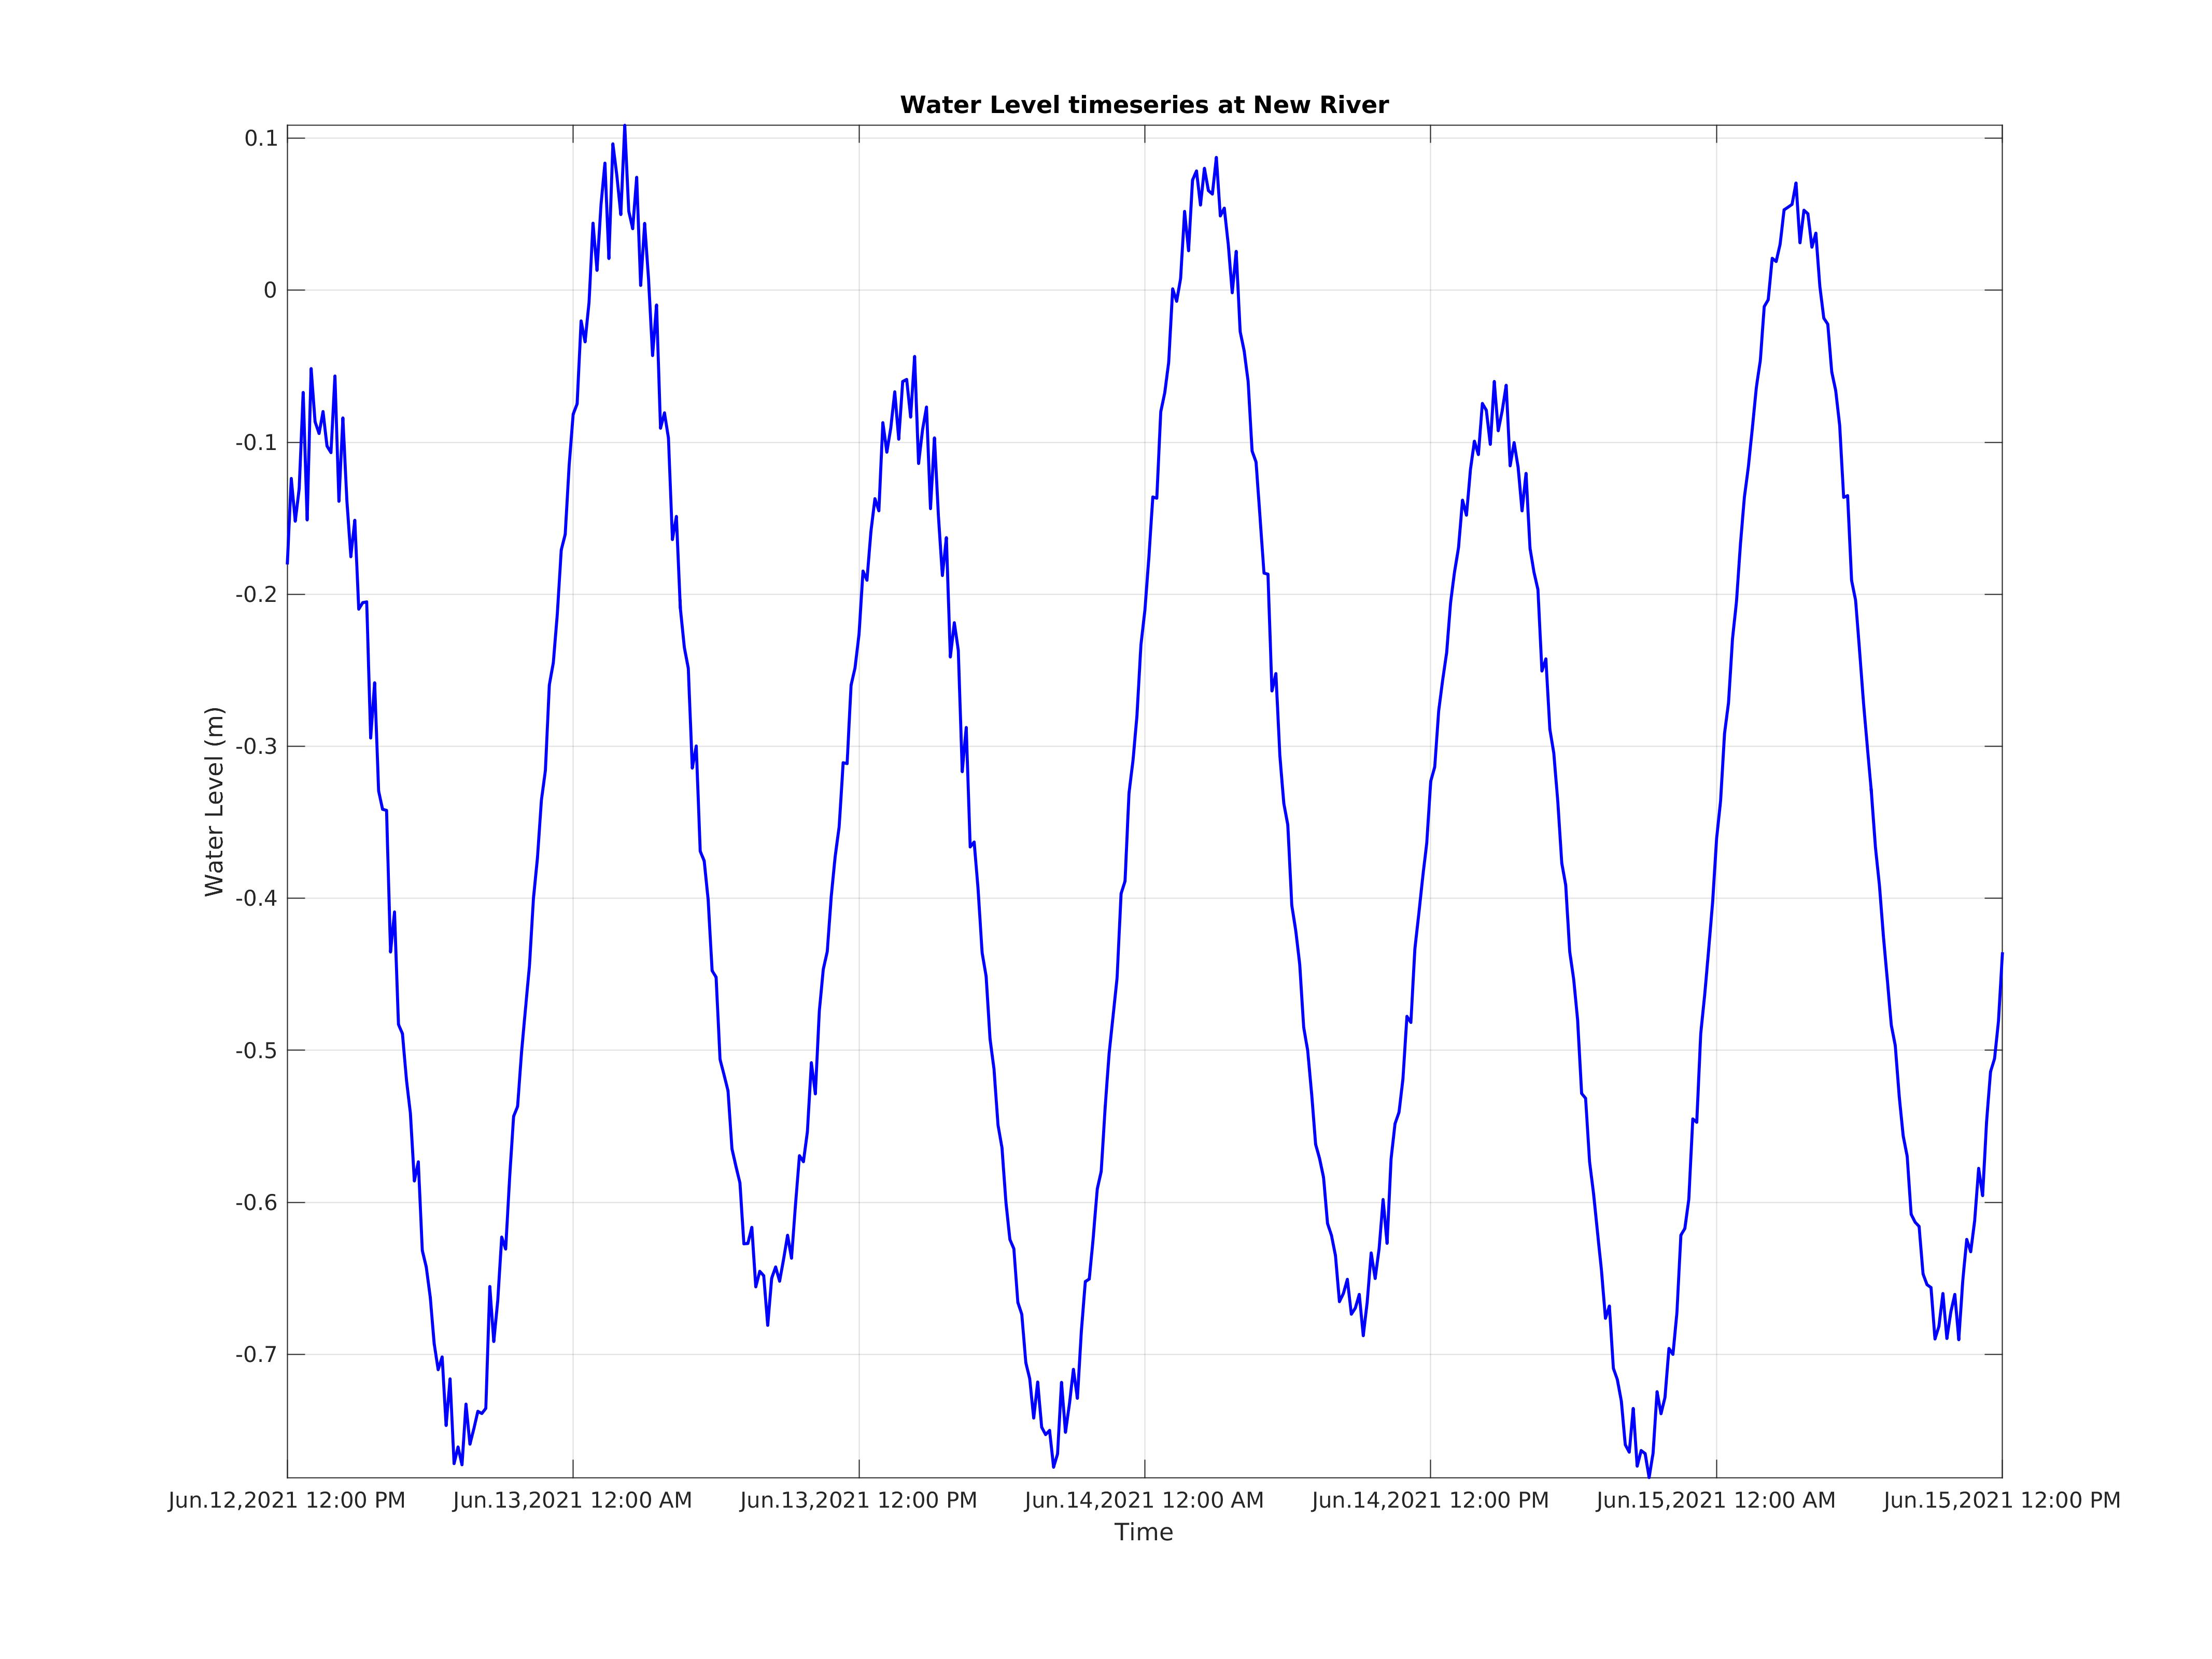 Water Level timeseries at New River
0.1
0
-0.1
-0.2
-0.3
-0.4
-0.5
-0.6
-0.7
Water Level (m)
Jun.12,2021 12:00 PM
Jun.13,2021 12:00 AM
Jun.13,2021 12:00 PM
Jun.14,2021 12:00 AM
Jun.14,2021 12:00 PM
Jun.15,2021 12:00 AM
Jun.15,2021 12:00 PM
Time